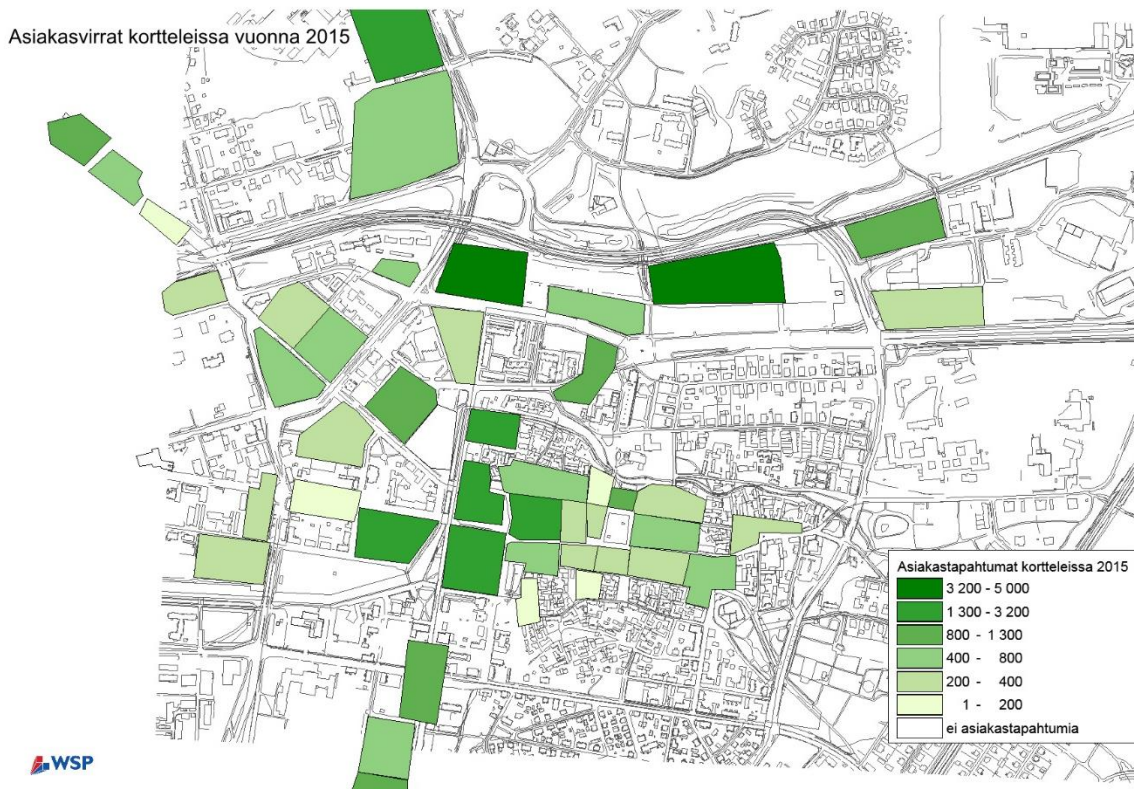 Asiakasvirrat kortteleissa vuonna 2015
Asiakastapahtumat kortteleissa 2015
3 200 - 5 000
1 300 - 3 200
800 - 1 300
400 - 800
200 - 400
1 - 200
ei asiakastapahtumia
WSP